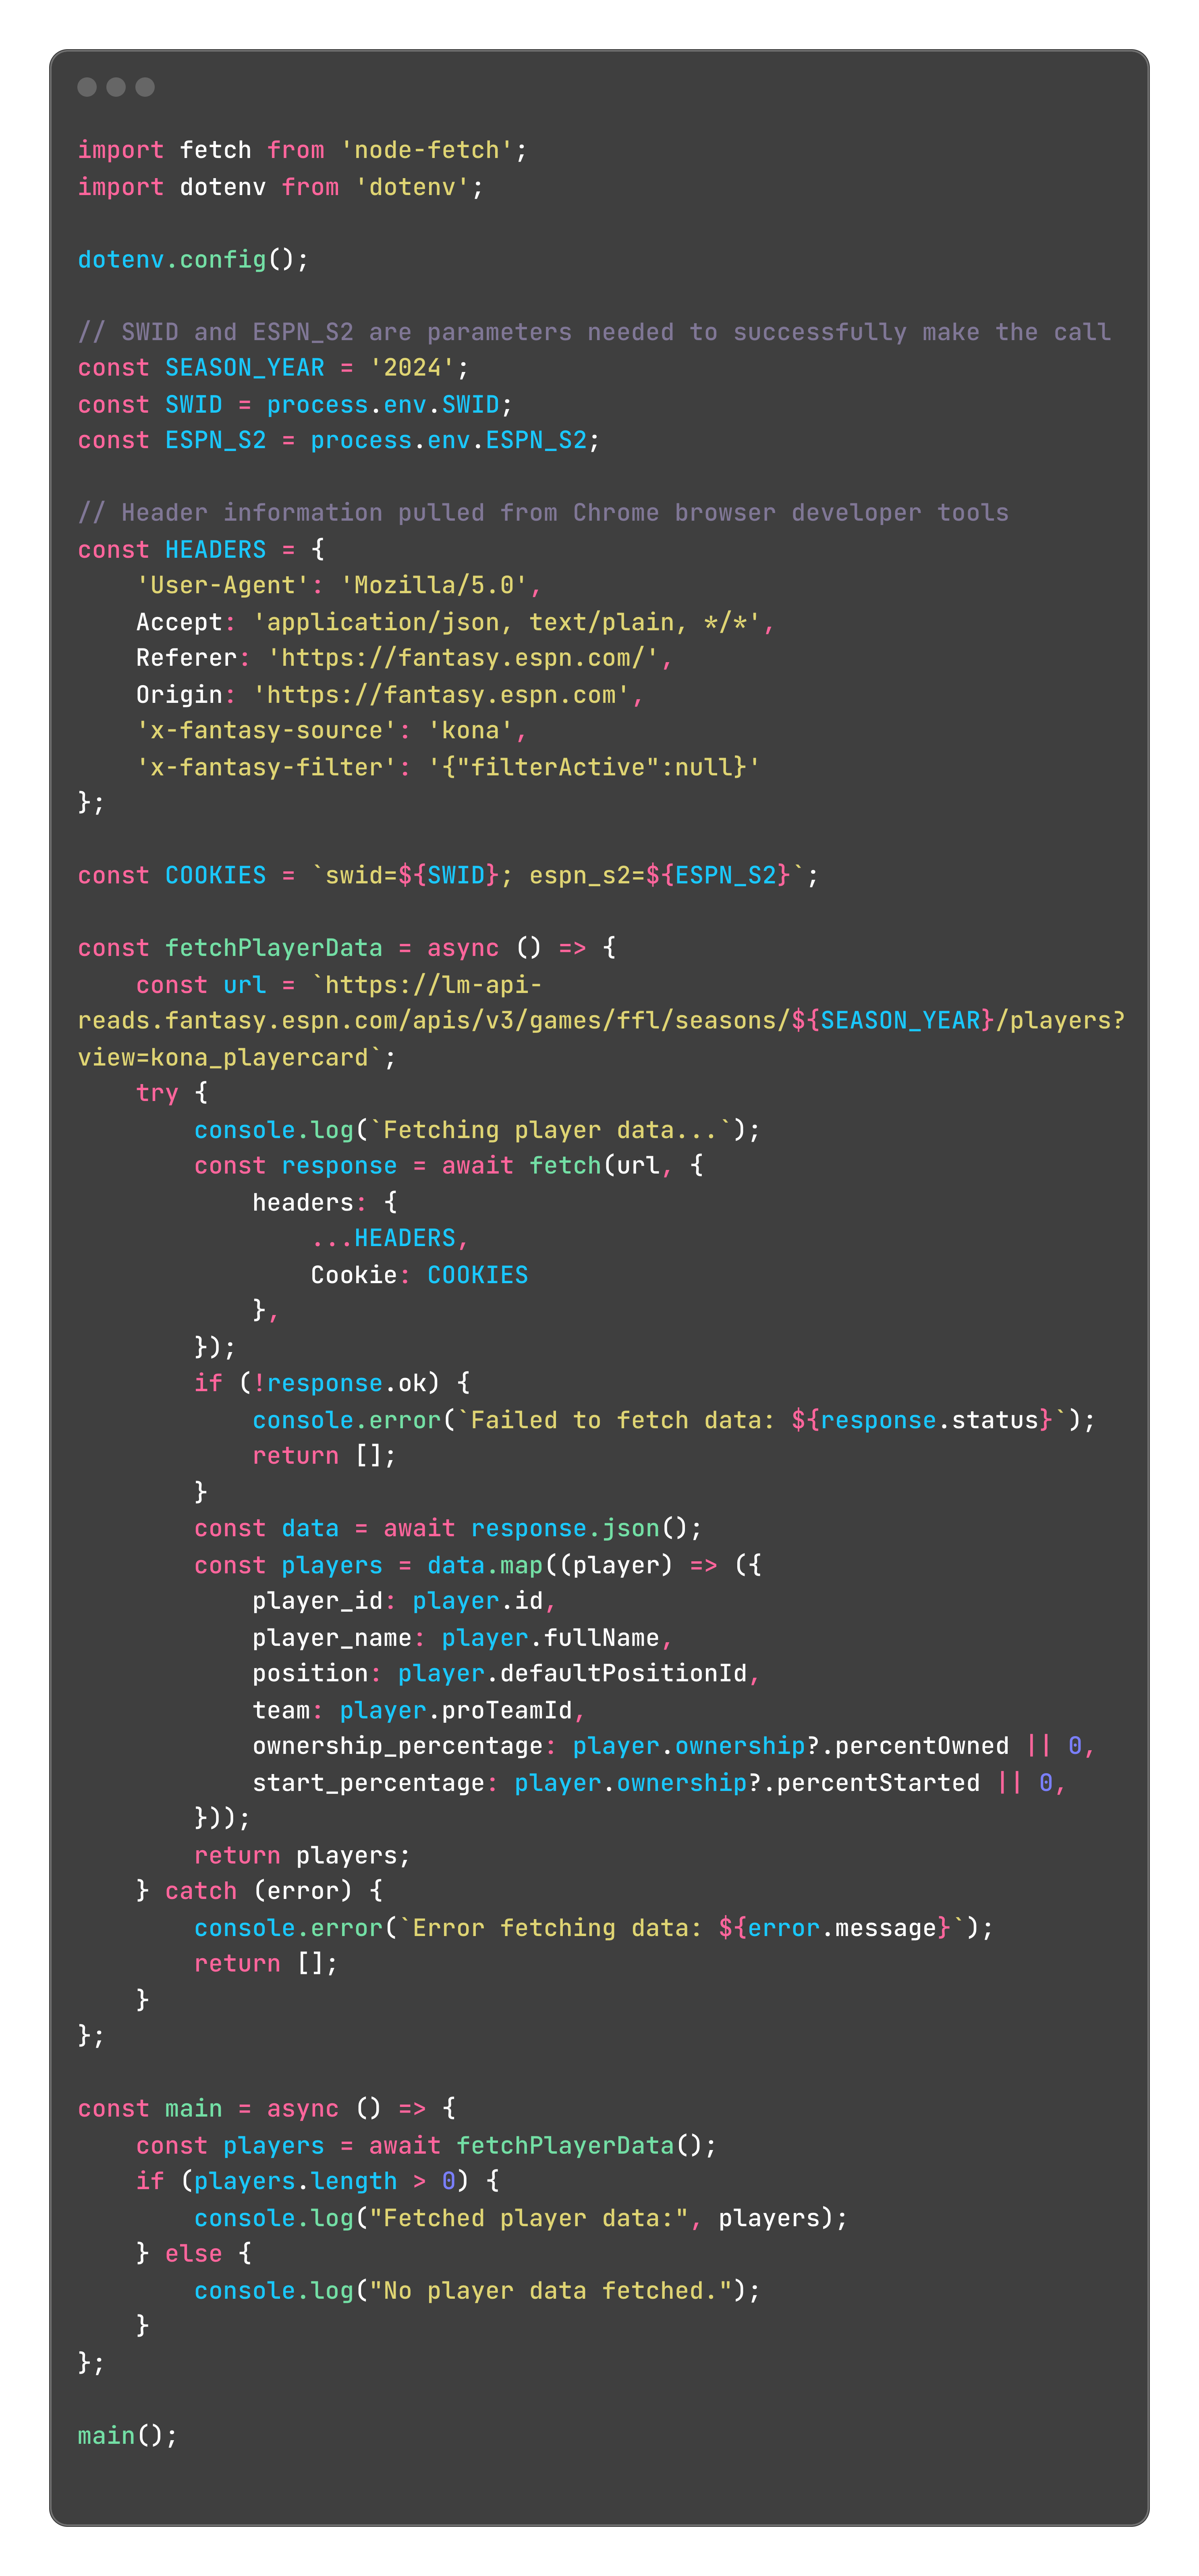 import fetch from 'node-fetch';
import dotenv from 'dotenv';

dotenv.config();

// SWID and ESPN_S2 are parameters needed to successfully make the call
const SEASON_YEAR = '2024';
const SWID = process.env.SWID;
const ESPN_S2 = process.env.ESPN_S2;

// Header information pulled from Chrome browser developer tools
const HEADERS = {
    'User-Agent': 'Mozilla/5.0',
    Accept: 'application/json, text/plain, */*',
    Referer: 'https://fantasy.espn.com/',
    Origin: 'https://fantasy.espn.com',
    'x-fantasy-source': 'kona',
    'x-fantasy-filter': '{"filterActive":null}'
};

const COOKIES = `swid=${SWID}; espn_s2=${ESPN_S2}`;

const fetchPlayerData = async () => {
    const url = `https://lm-api-
reads.fantasy.espn.com/apis/v3/games/ffl/seasons/${SEASON_YEAR}/players?
view=kona_playercard`;
    try {
        console.log(`Fetching player data...`);
        const response = await fetch(url, {
            headers: {
                ...HEADERS,
                Cookie: COOKIES
            },
        });
        if (!response.ok) {
            console.error(`Failed to fetch data: ${response.status}`);
            return [];
        }
        const data = await response.json();
        const players = data.map((player) => ({
            player_id: player.id,
            player_name: player.fullName,
            position: player.defaultPositionId,
            team: player.proTeamId,
            ownership_percentage: player.ownership?.percentOwned || 0,
            start_percentage: player.ownership?.percentStarted || 0,
        }));
        return players;
    } catch (error) {
        console.error(`Error fetching data: ${error.message}`);
        return [];
    }
};

const main = async () => {
    const players = await fetchPlayerData();
    if (players.length > 0) {
        console.log("Fetched player data:", players);
    } else {
        console.log("No player data fetched.");
    }
};

main();